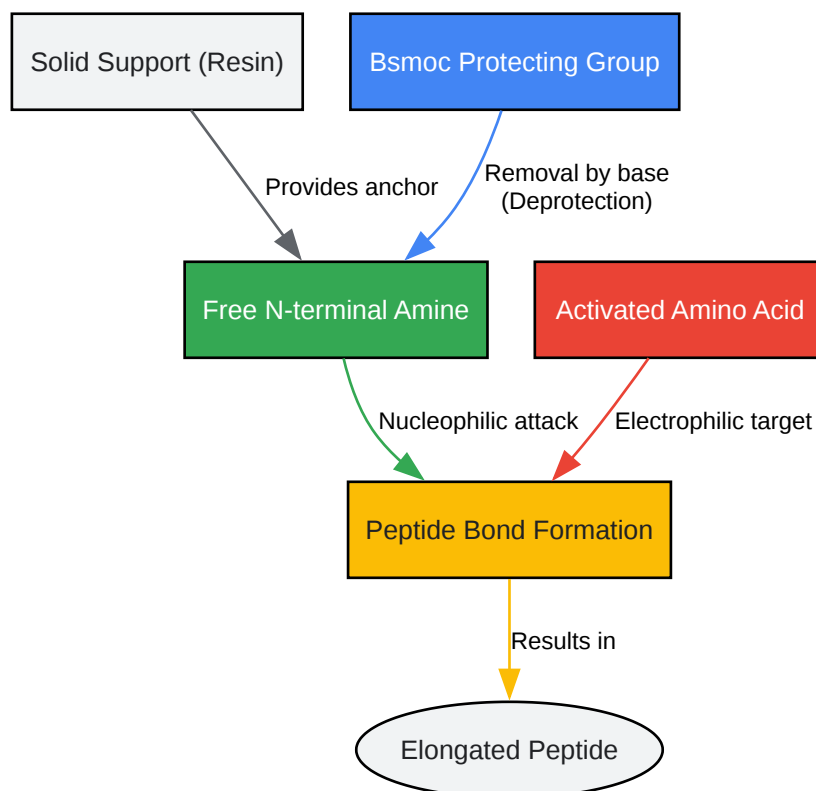 Solid Support (Resin)
Bsmoc Protecting Group
Provides anchor
Removal by base
(Deprotection)
Free N-terminal Amine
Activated Amino Acid
Nucleophilic attack
Electrophilic target
Peptide Bond Formation
Results in
Elongated Peptide